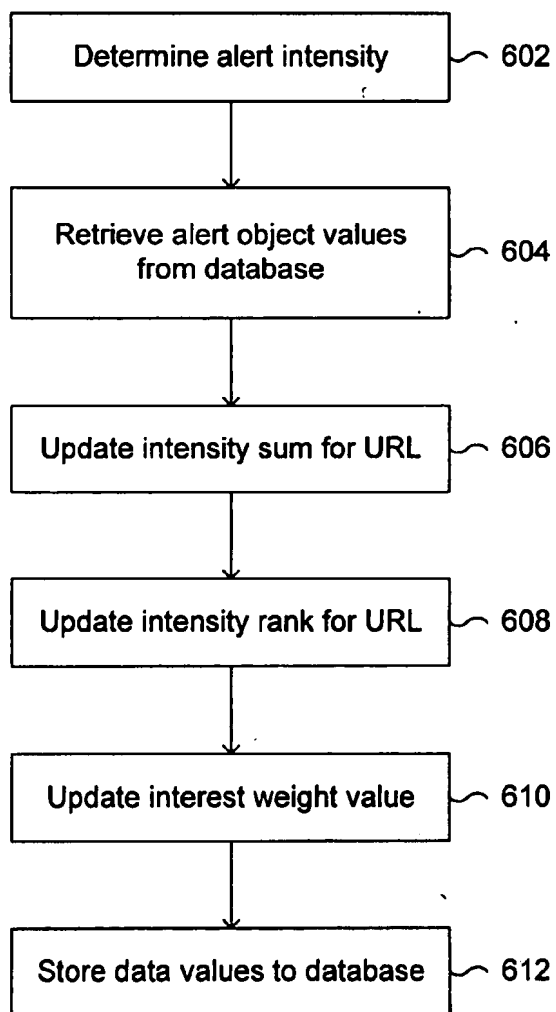 Determine alert intensity 602
Retrieve alert object values
from database 604
Update intensity sum for URL 606
Update intensity rank for URL 608
Update interest weight value 610
Store data values to database 612